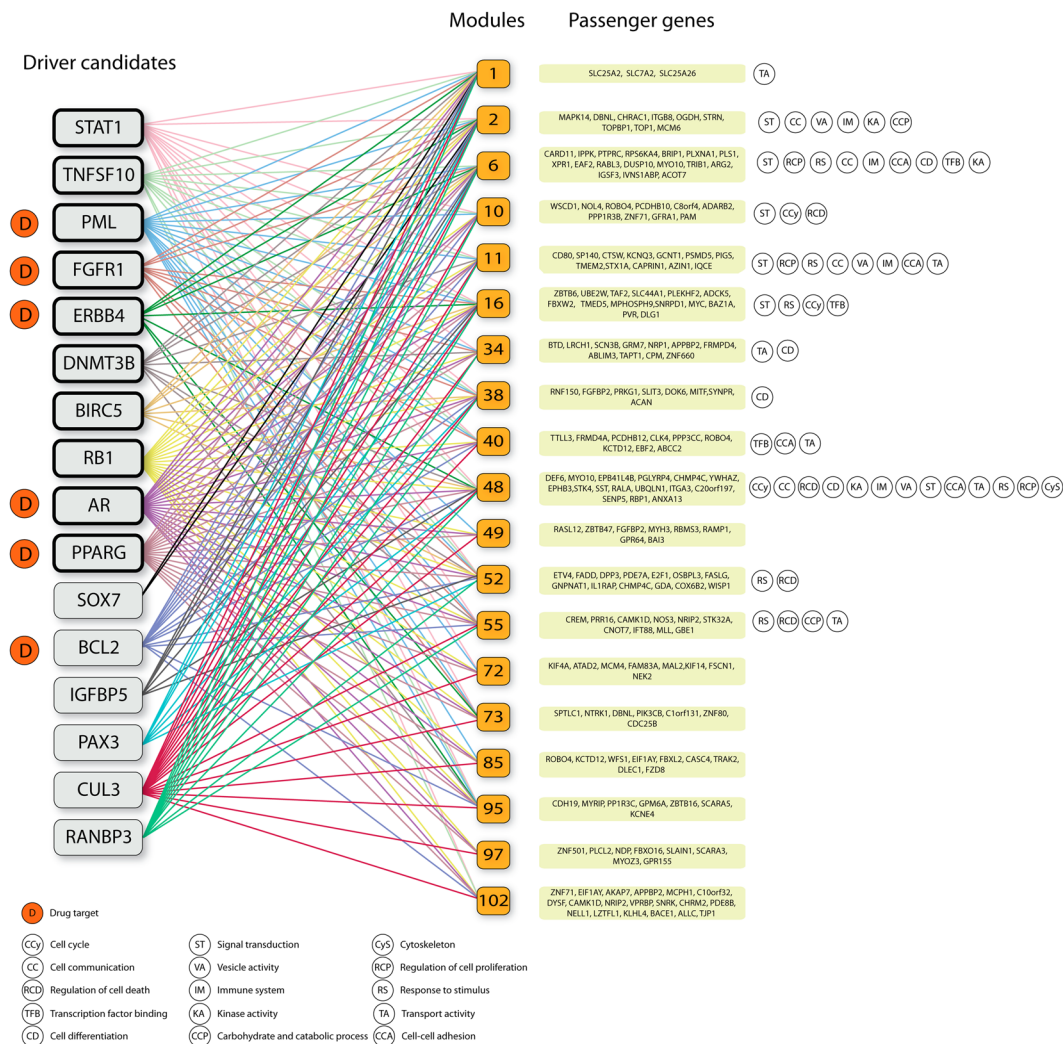 Modules
Passenger genes
Driver candidates
STAT1
TNFSF10
D
PML
D
FGFR1
D
ERBB4
DNMT3B
BIRC5
RB1
D
AR
D
PPARG
SOX7
D
BCL2
IGFBP5
PAX3
CUL3
RANBP3
1
SLC25A2, SLC7A2, SLC25A26
TA
2
MAPK14, DBNL, CHRAC1, ITGB8, OGDH, STRN,
TOPBP1, TOP1, MCM6
ST CC VA IM KA CCP
6
CARD11, IPPK, PTPRC, RPS6KA4, BRIP1, PLXNA1, PLS1,
XPR1, EAF2, RABL3, DUSP10, MYO10, TRIB1, ARG2,
IGSF3, IVNS1ABP, ACOT7
ST RCP RS CC IM CCA CD TFB KA
10
WSCD1, NOL4, ROBO4, PCDHB10, C8orf4, ADARB2,
PPP1R3B, ZNF71, GFRA1, PAM
ST CCy RCD
11
CD80, SP140, CTSW, KCNQ3, GCNT1, PSMD5, PIGS,
TMEM2,STX1A, CAPRIN1, AZIN1, IQCE
ST RCP RS CC VA IM CCA TA
16
ZBTB6, UBE2W, TAF2, SLC44A1, PLEKHF2, ADCK5,
FBXW2, TMED5, MPHOSPH9,SNRPD1, MYC, BAZ1A,
PVR, DLG1
ST RS CCy TFB
34
BTD, LRCH1, SCN3B, GRM7, NRP1, APPBP2, FRMPD4,
ABLIM3, TAPT1, CPM, ZNF660
TA CD
38
RNF150, FGFBP2, PRKG1, SLIT3, DOK6, MITF,SYNPR,
ACAN
CD
40
TTLL3, FRMD4A, PCDHB12, CLK4, PPP3CC, ROBO4,
KCTD12, EBF2, ABCC2
TFB CCA TA
48
DEF6, MYO10, EPB41L4B, PGLYRP4, CHMP4C, YWHAZ,
EPHB3,STK4, SST, RALA, UBQLN1, ITGA3, C20orf197,
SENP5, RBP1, ANXA13
CCy CC RCD CD KA IM VA ST CCA TA RS RCP CyS
49
RASL12, ZBTB47, FGFBP2, MYH3, RBMS3, RAMP1,
GPR64, BAI3
52
ETV4, FADD, DPP3, PDE7A, E2F1, OSBPL3, FASLG,
GNPNAT1, IL1RAP, CHMP4C, GDA, COX6B2, WISP1
RS RCD
55
CREM, PRR16, CAMK1D, NOS3, NRIP2, STK32A,
CNOT7, IFT88, MLL, GBE1
RS RCD CCP TA
72
KIF4A, ATAD2, MCM4, FAM83A, MAL2,KIF14, FSCN1,
NEK2
73
SPTLC1, NTRK1, DBNL, PIK3CB, C1orf131, ZNF80,
CDC25B
85
ROBO4, KCTD12, WFS1, EIF1AY, FBXL2, CASC4, TRAK2,
DLEC1, FZD8
95
CDH19, MYRIP, PP1R3C, GPM6A, ZBTB16, SCARA5,
KCNE4
97
ZNF501, PLCL2, NDP, FBXO16, SLAIN1, SCARA3,
MYOZ3, GPR155
102
ZNF71, EIF1AY, AKAP7, APPBP2, MCPH1, C10orf32,
DYSF, CAMK1D, NRIP2, VPRBP, SNRK, CHRM2, PDE8B,
NELL1, LZTFL1, KLHL4, BACE1, ALLC, TJP1
D Drug target
CCy Cell cycle
ST Signal transduction
CyS Cytoskeleton
CC Cell communication
VA Vesicle activity
RCP Regulation of cell proliferation
RCD Regulation of cell death
IM Immune system
RS Response to stimulus
TFB Transcription factor binding
KA Kinase activity
TA Transport activity
CD Cell differentiation
CCP Carbohydrate and catabolic process
CCA Cell-cell adhesion